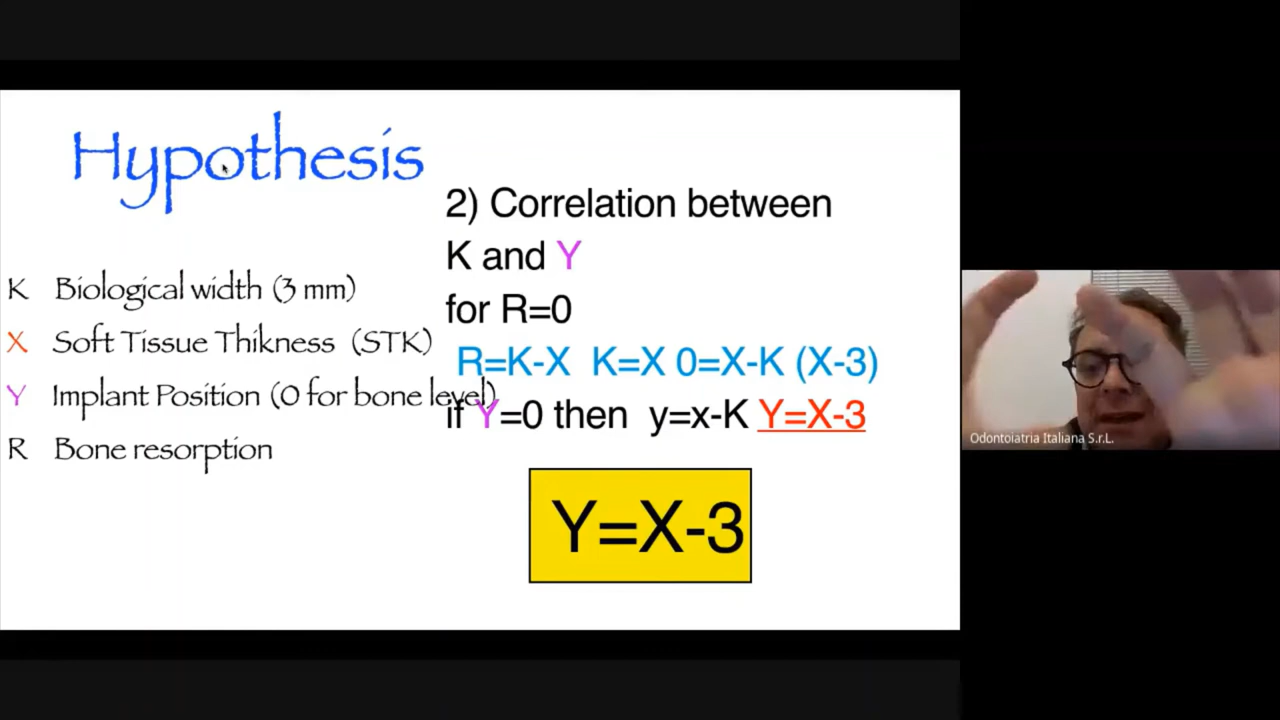 Hypothesis
K Biological width (3 mm)
X Soft Tissue Thikness (STK)
Y Implant Position (0 for bone level)
R Bone resorption
2) Correlation between
K and Y
for R=0
R=K-X K=X 0=X-K (X-3)
if Y=0 then y=x-K Y=X-3
Y=X-3
Odontoiatria Italiana S.r.L.